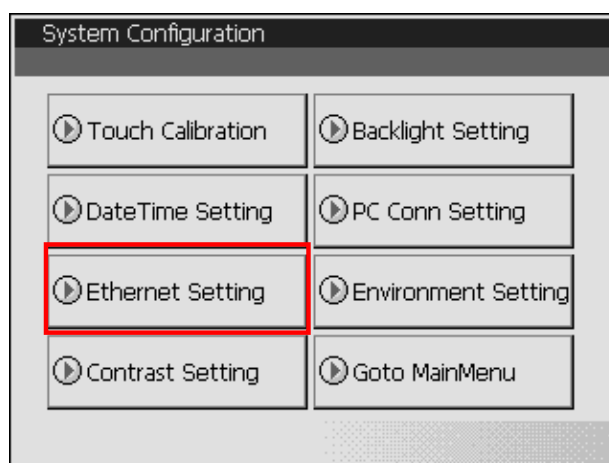 System Configuration
Touch Calibration
Backlight Setting
DateTime Setting
PC Conn Setting
Ethernet Setting
Environment Setting
Contrast Setting
Goto MainMenu